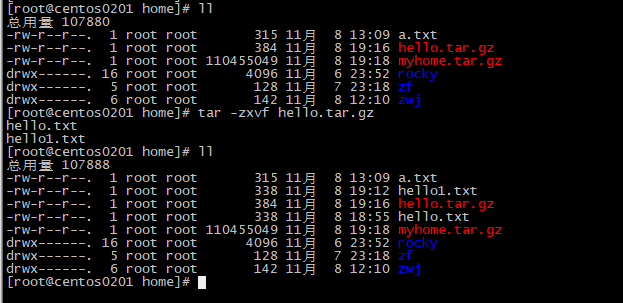 [root@centos0201 home]# ll
总用量 107880
-rw-r--r--.  1 root root       315 11月  8 13:09 a.txt
-rw-r--r--.  1 root root       384 11月  8 19:16 hello.tar.gz
-rw-r--r--.  1 root root 110455049 11月  8 19:18 myhome.tar.gz
drwx------. 16 root root      4096 11月  6 23:52 rocky
drwx------.  5 root root       128 11月  7 23:18 zf
drwx------.  6 root root       142 11月  8 12:10 zwj
[root@centos0201 home]# tar -zxvf hello.tar.gz
hello.txt
hello1.txt
[root@centos0201 home]# ll
总用量 107888
-rw-r--r--.  1 root root       315 11月  8 13:09 a.txt
-rw-r--r--.  1 root root       338 11月  8 19:12 hello1.txt
-rw-r--r--.  1 root root       384 11月  8 19:16 hello.tar.gz
-rw-r--r--.  1 root root       338 11月  8 18:55 hello.txt
-rw-r--r--.  1 root root 110455049 11月  8 19:18 myhome.tar.gz
drwx------. 16 root root      4096 11月  6 23:52 rocky
drwx------.  5 root root       128 11月  7 23:18 zf
drwx------.  6 root root       142 11月  8 12:10 zwj
[root@centos0201 home]#